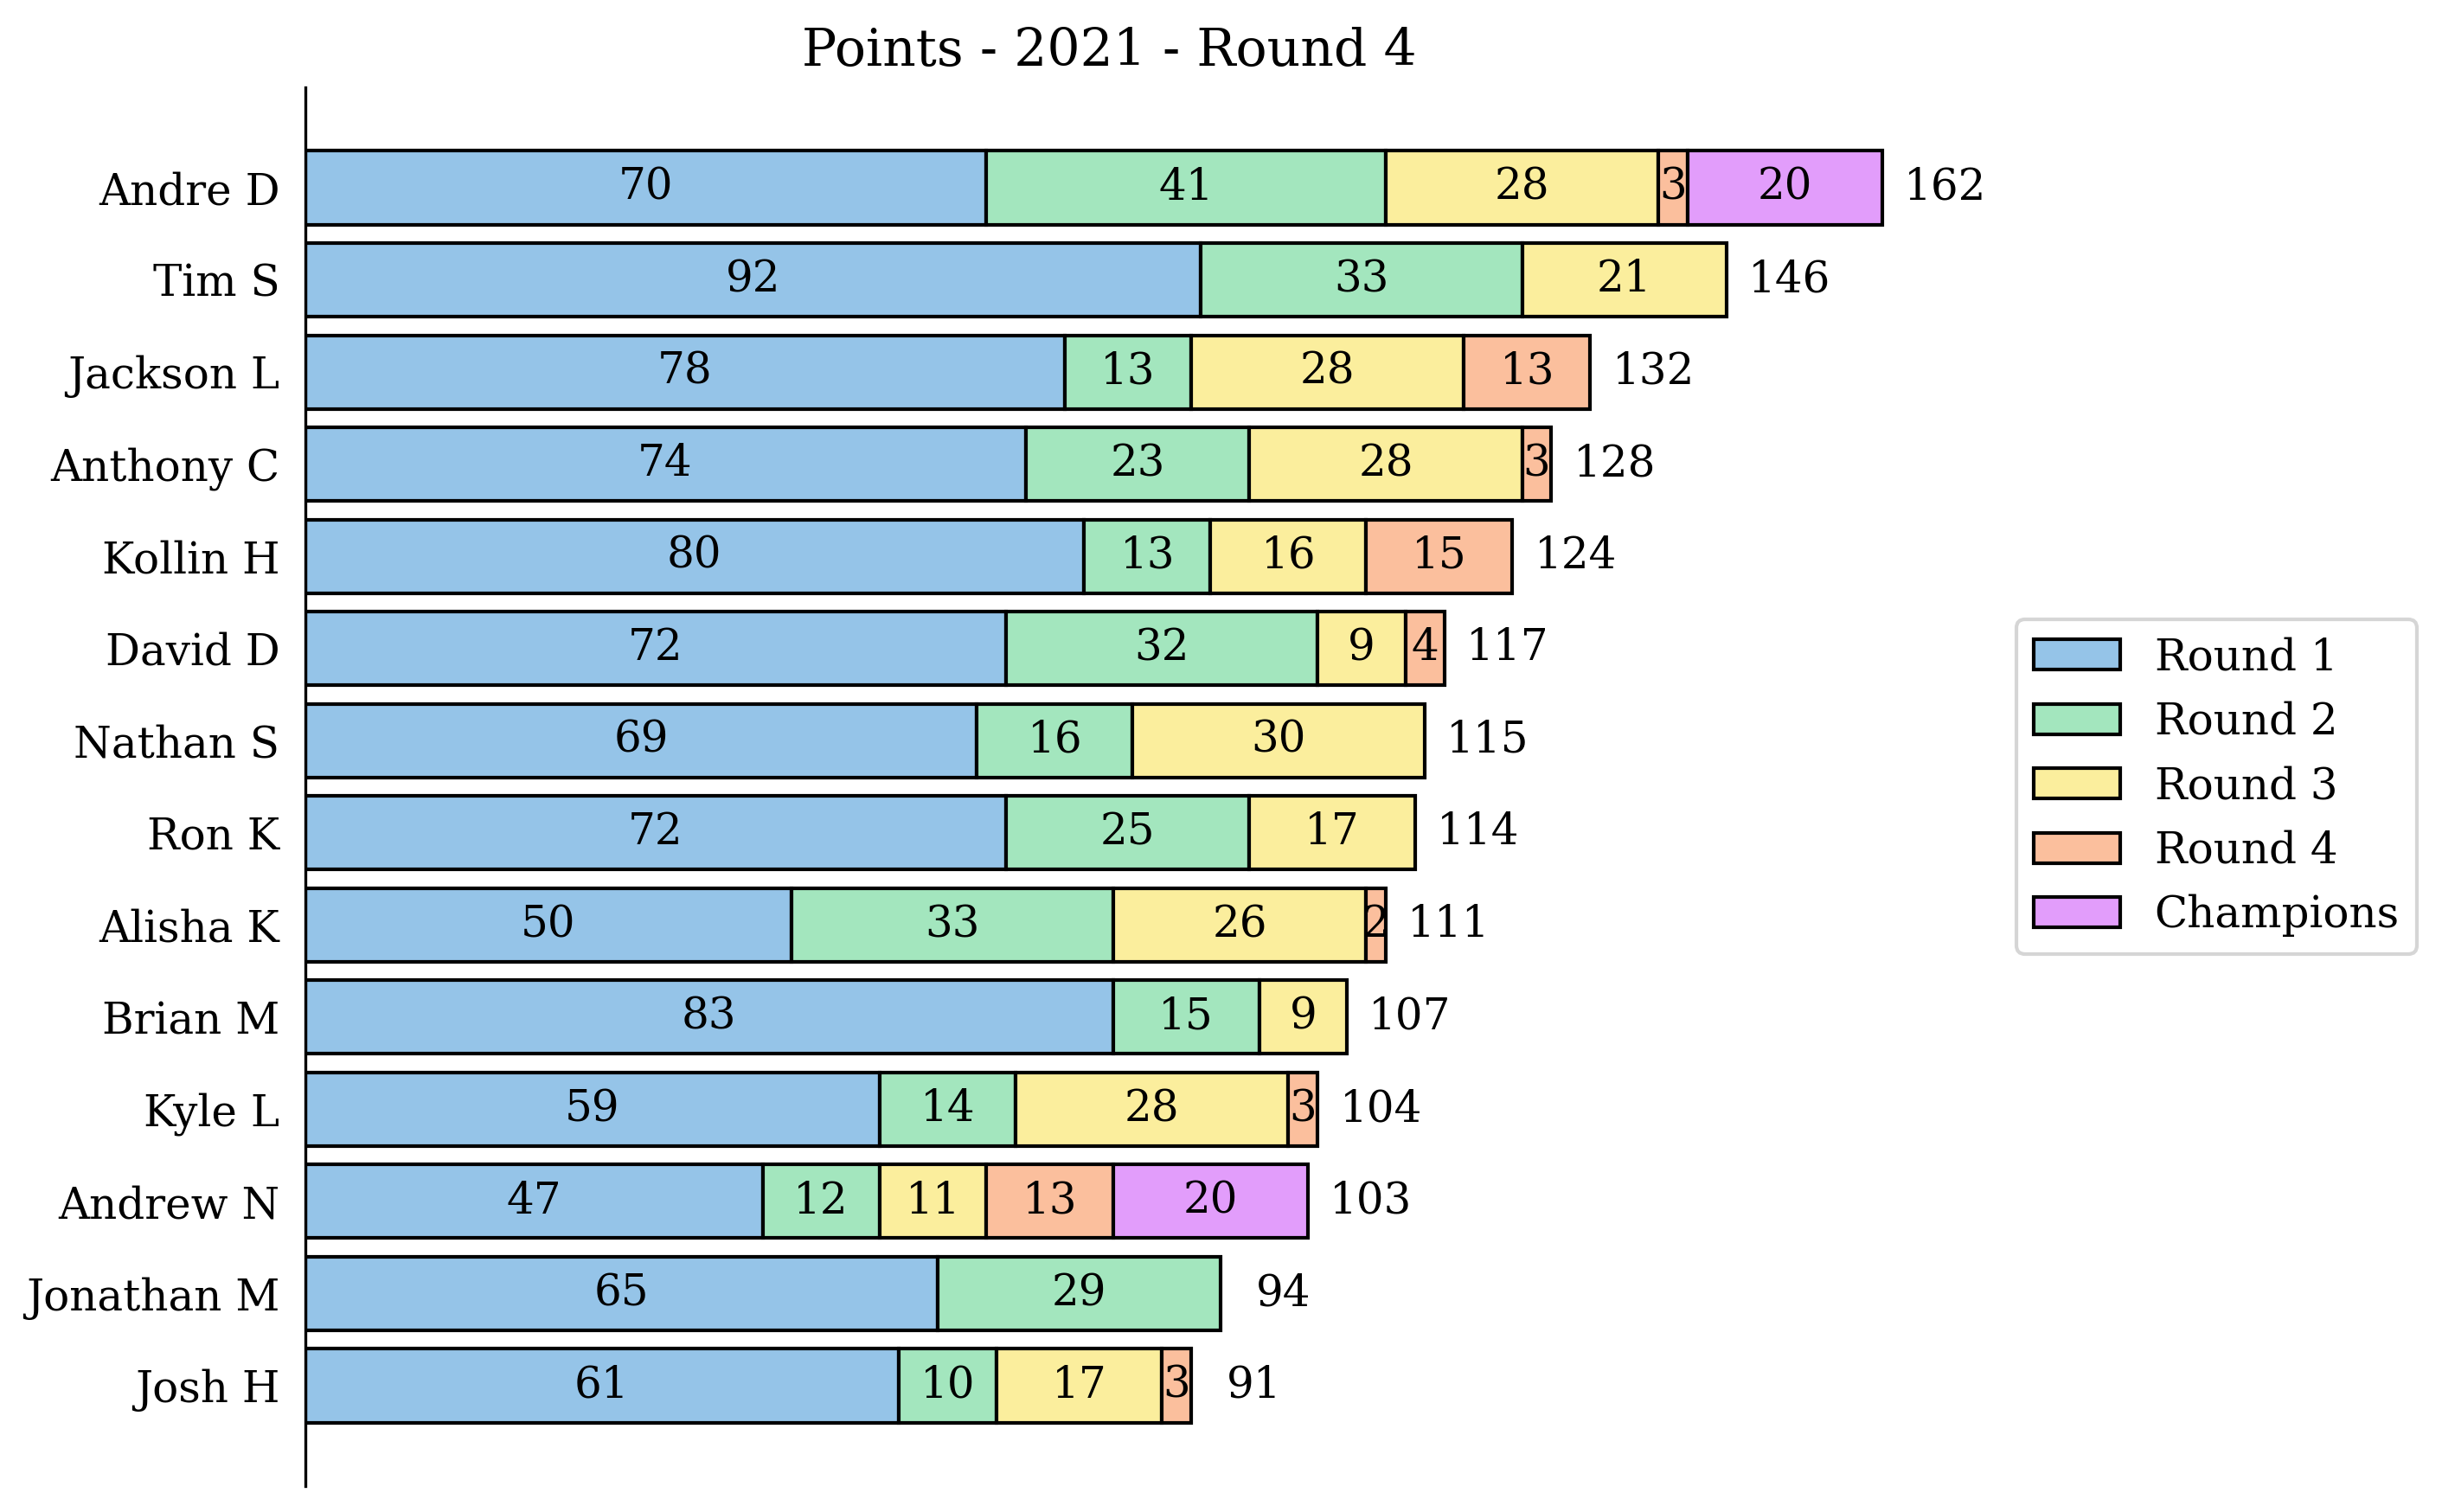 Points - 2021 - Round 4
Andre D 70 41 28 3 20 162
Tim S 92 33 21 146
Jackson L 78 13 28 13 132
Anthony C 74 23 28 3 128
Kollin H 80 13 16 15 124
David D 72 32 9 4 117
Nathan S 69 16 30 115
Ron K 72 25 17 114
Alisha K 50 33 26 2 111
Brian M 83 15 9 107
Kyle L 59 14 28 3 104
Andrew N 47 12 11 13 20 103
Jonathan M 65 29 94
Josh H 61 10 17 3 91
Round 1
Round 2
Round 3
Round 4
Champions